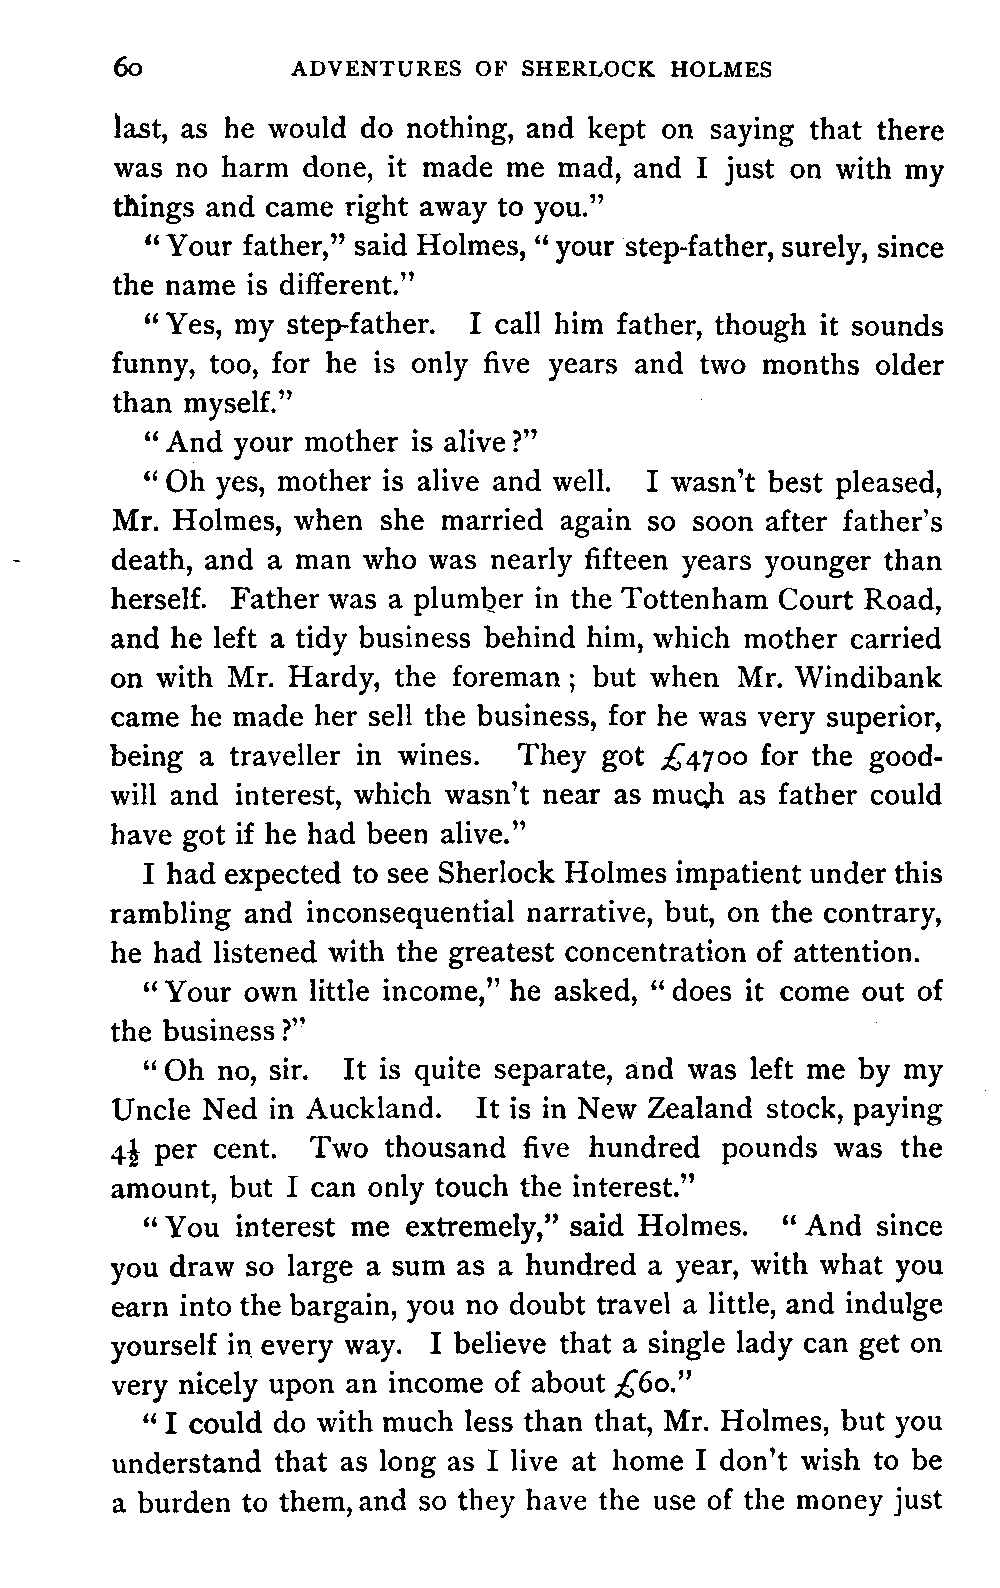 60 ADVENTURES OF SHERLOCK HOLMES
last, as he would do nothing, and kept on saying that there
was no harm done, it made me mad, and I just on with my
things and came right away to you.”
“Your father,” said Holmes, “your step-father, surely, since
the name is different.”
“Yes, my step-father. I call him father, though it sounds
funny, too, for he is only five years and two months older
than myself.”
“And your mother is alive?”
“Oh yes, mother is alive and well. I wasn’t best pleased,
Mr. Holmes, when she married again so soon after father’s
death, and a man who was nearly fifteen years younger than
herself. Father was a plumber in the Tottenham Court Road,
and he left a tidy business behind him, which mother carried
on with Mr. Hardy, the foreman; but when Mr. Windibank
came he made her sell the business, for he was very superior,
being a traveller in wines. They got £4700 for the good-
will and interest, which wasn’t near as much as father could
have got if he had been alive.”
I had expected to see Sherlock Holmes impatient under this
rambling and inconsequential narrative, but, on the contrary,
he had listened with the greatest concentration of attention.
“Your own little income,” he asked, “does it come out of
the business?”
“Oh no, sir. It is quite separate, and was left me by my
Uncle Ned in Auckland. It is in New Zealand stock, paying
4½ per cent. Two thousand five hundred pounds was the
amount, but I can only touch the interest.”
“You interest me extremely,” said Holmes. “And since
you draw so large a sum as a hundred a year, with what you
earn into the bargain, you no doubt travel a little, and indulge
yourself in every way. I believe that a single lady can get on
very nicely upon an income of about £60.”
“I could do with much less than that, Mr. Holmes, but you
understand that as long as I live at home I don’t wish to be
a burden to them, and so they have the use of the money just